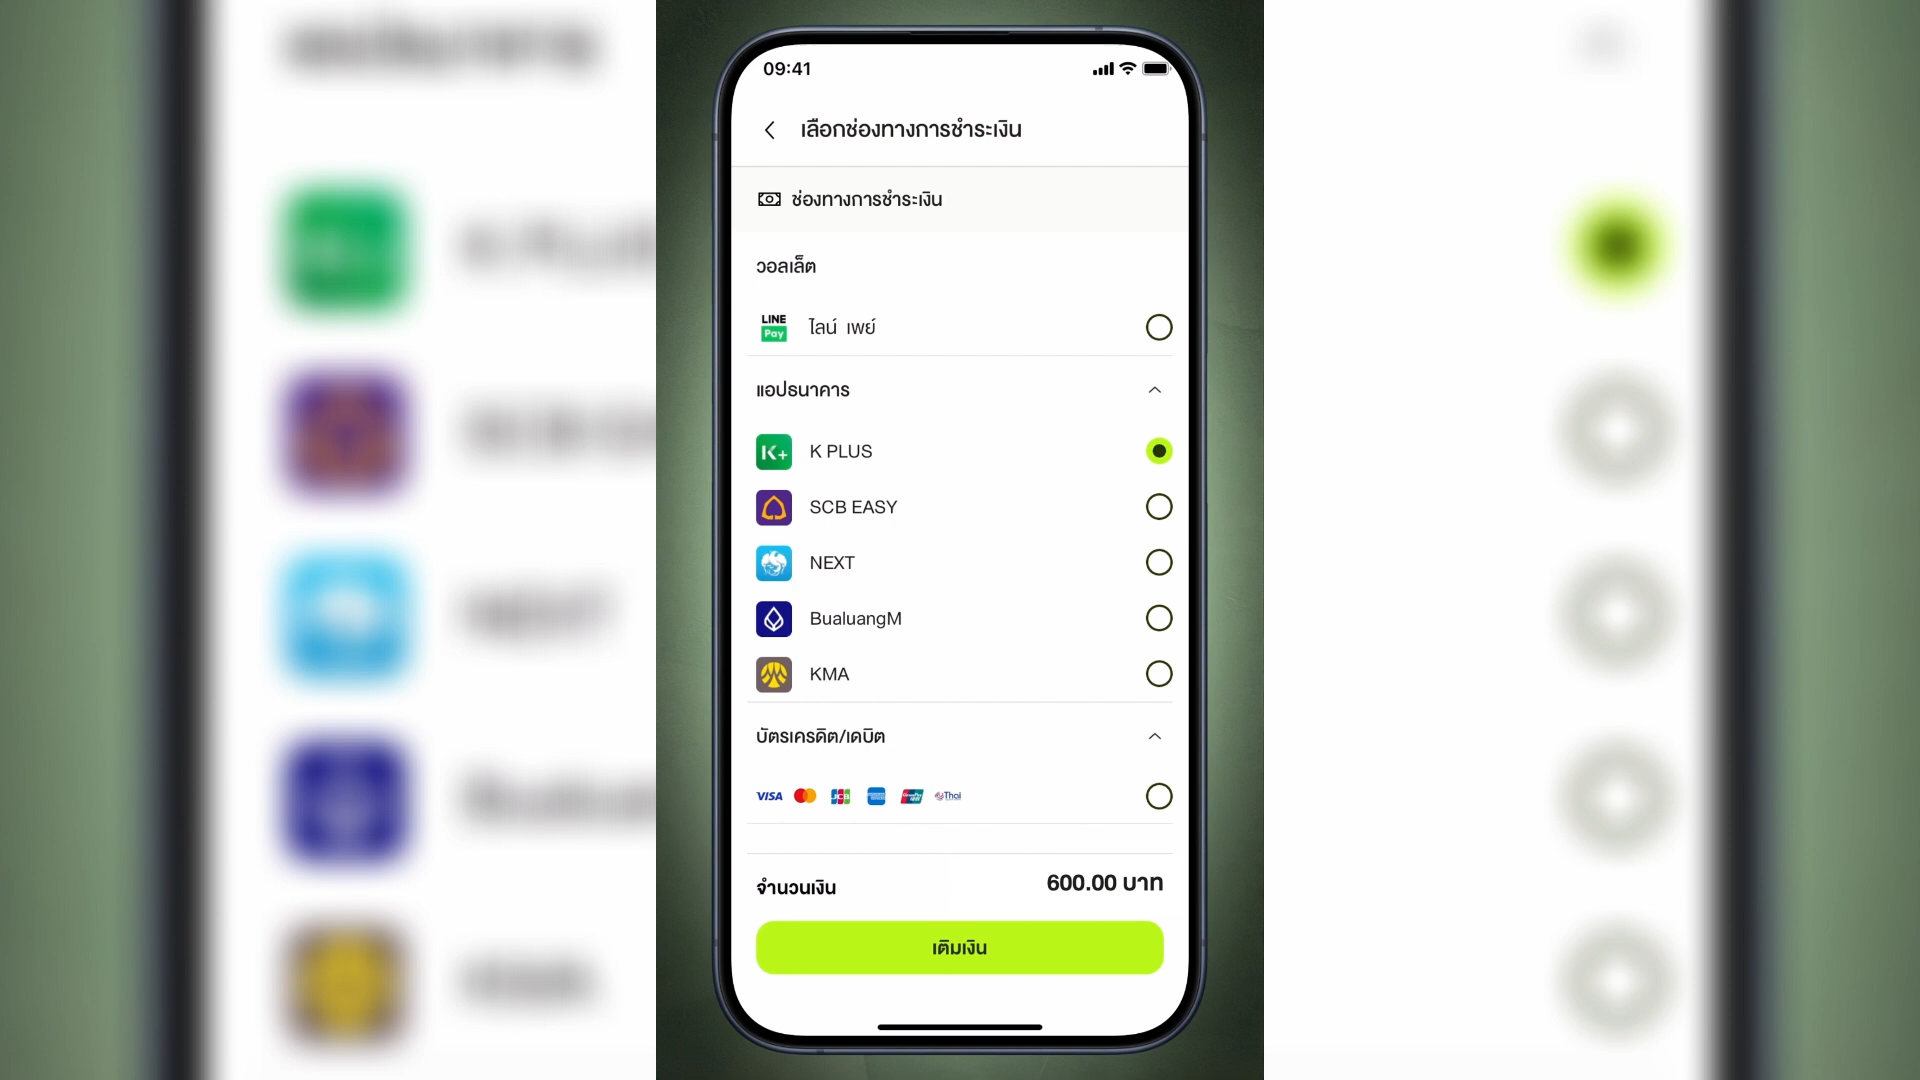 09:41
เลือกช่องทางการชำระเงิน
ช่องทางการชำระเงิน
วอลเล็ต
LINE
Pay
ไลน์ เพย์
แอปธนาคาร
K+
K PLUS
SCB EASY
NEXT
BualuangM
KMA
บัตรเครดิต/เดบิต
VISA
JCB
Thai
จำนวนเงิน
600.00 บาท
เติมเงิน